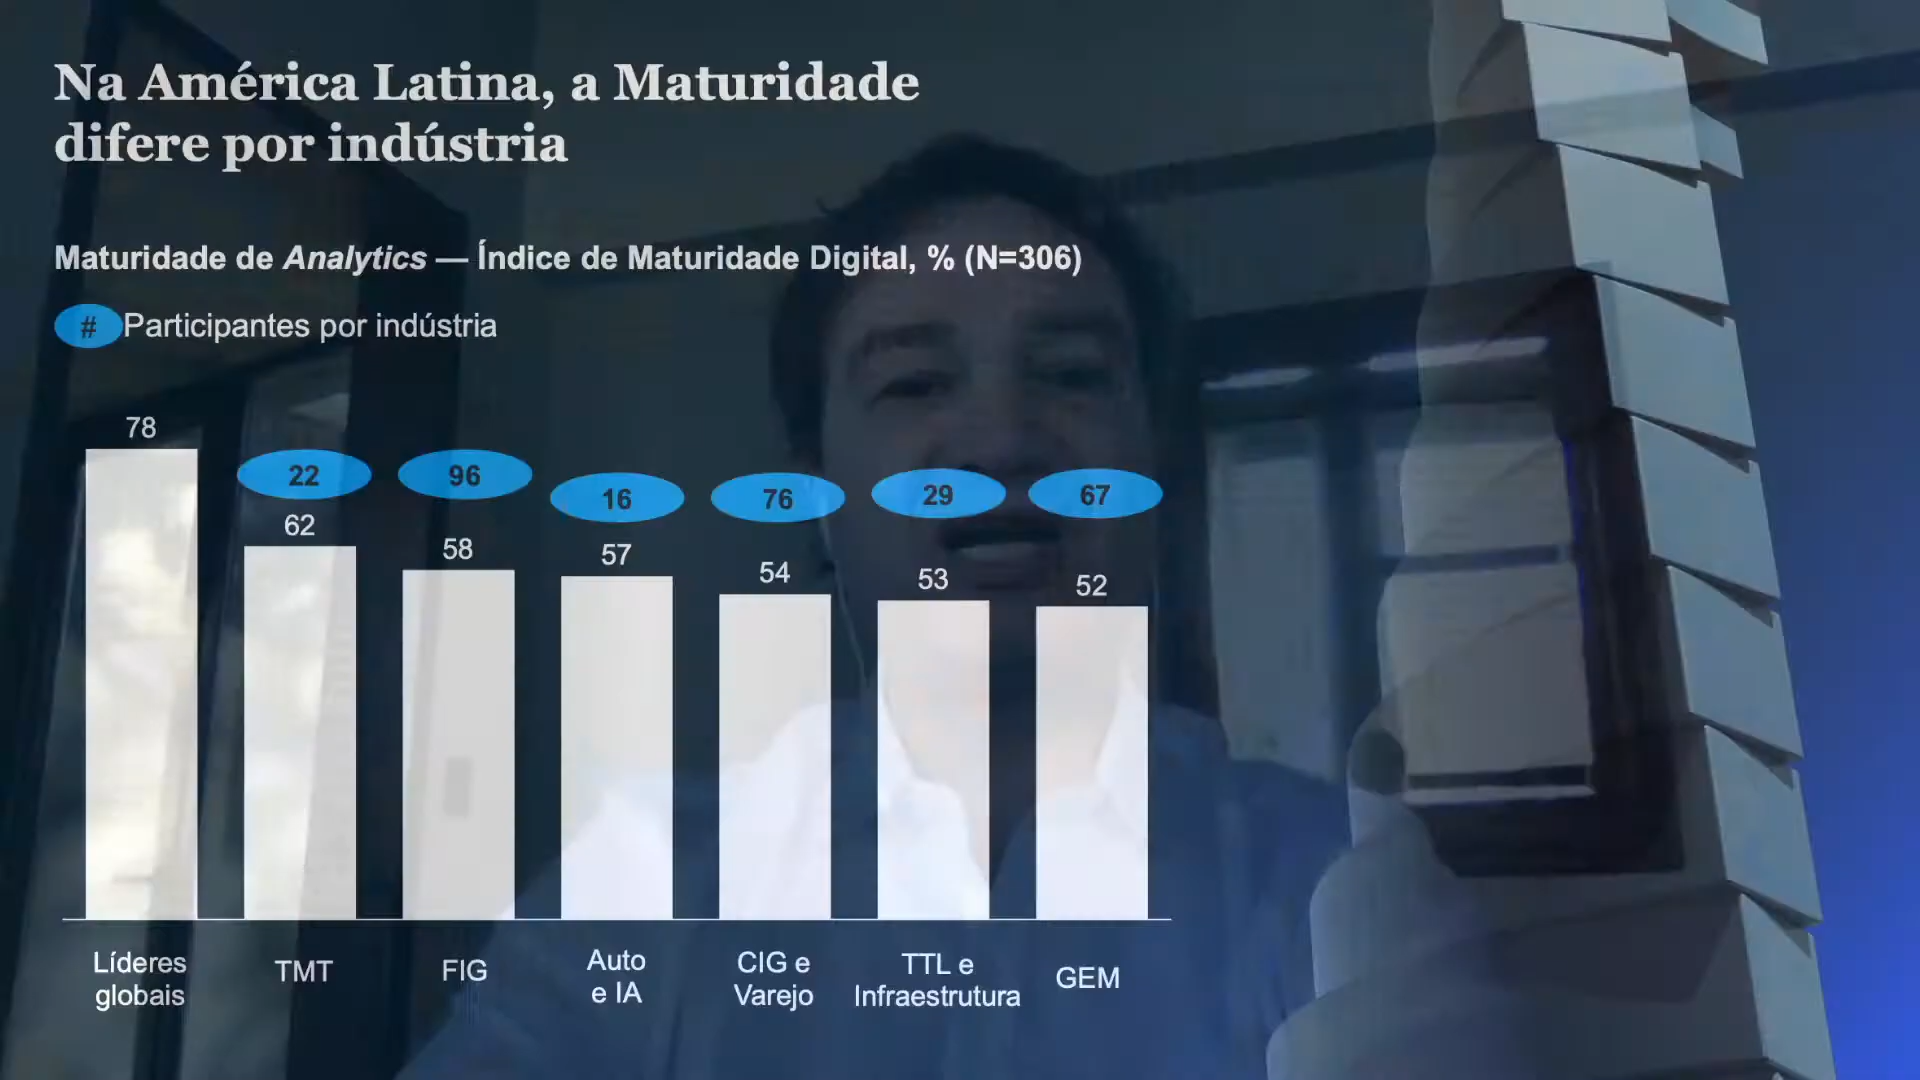 Na América Latina, a Maturidade
difere por indústria
Maturidade de Analytics — Índice de Maturidade Digital, % (N=306)
# Participantes por indústria
78
22
96
16
76
29
67
62
58
57
54
53
52
Líderes
globais
TMT
FIG
Auto
e IA
CIG e
Varejo
TTL e
Infraestrutura
GEM